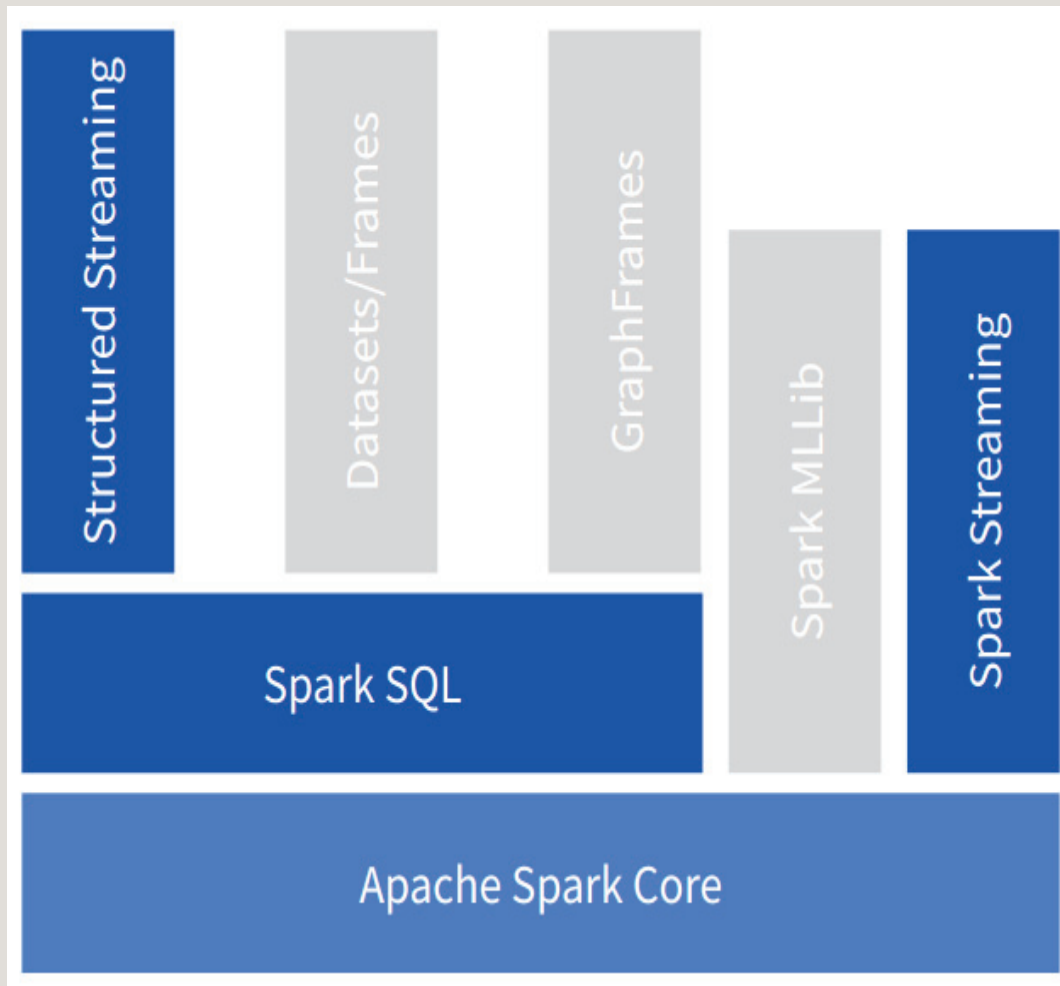 Structured Streaming
Datasets/Frames
GraphFrames
Spark MLLib
Spark Streaming
Spark SQL
Apache Spark Core